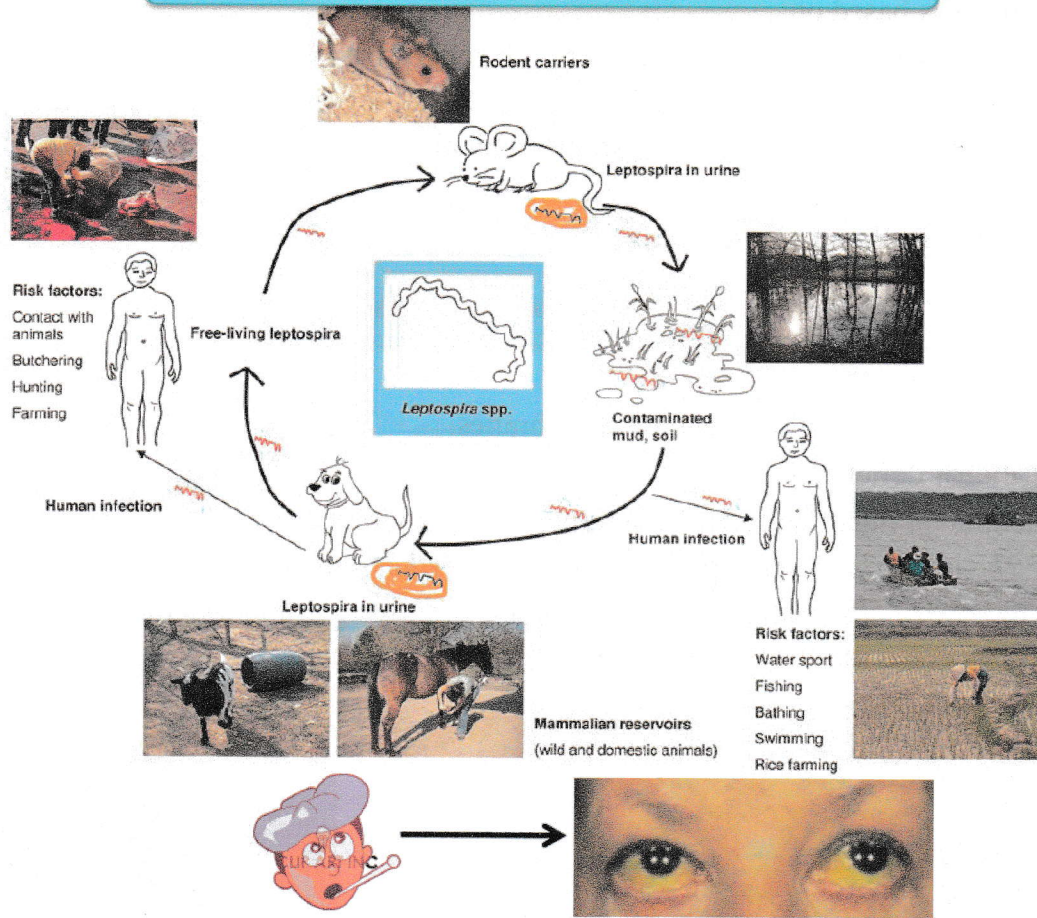 Rodent carriers
Leptospira in urine
Risk factors:
Contact with
animals
Butchering
Hunting
Farming
Free-living leptospira
Leptospira spp.
Contaminated
mud, soil
Human infection
Human infection
Leptospira in urine
Mammalian reservoirs
(wild and domestic animals)
Risk factors:
Water sport
Fishing
Bathing
Swimming
Rice farming